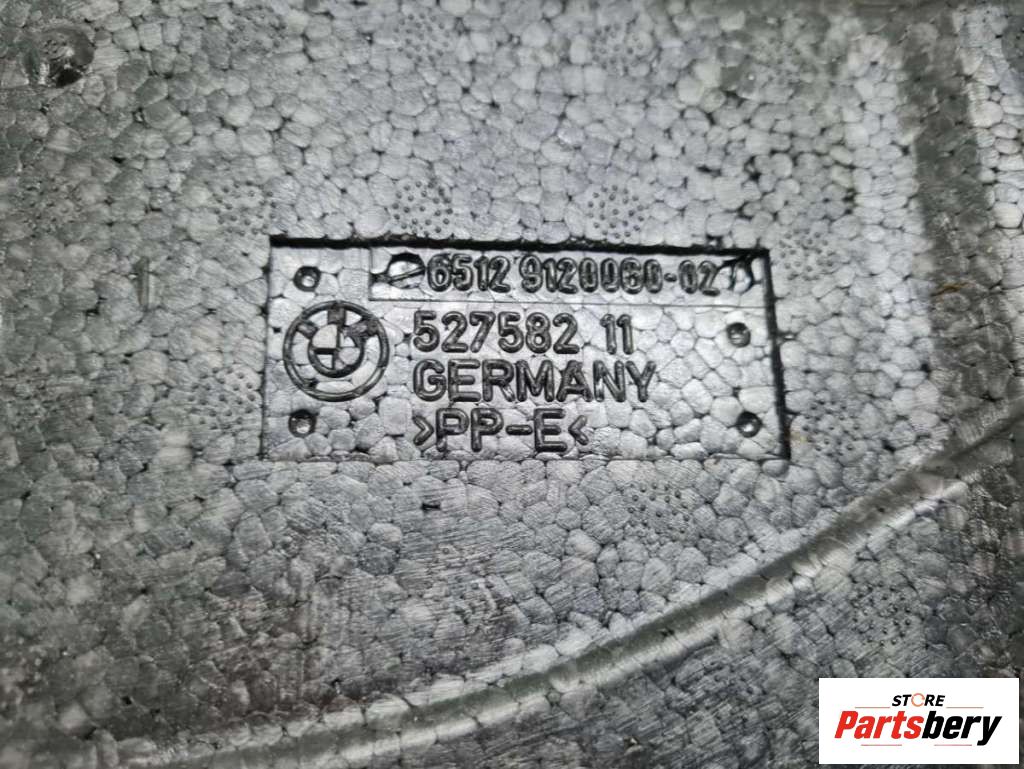 6512 9120060-02
527582 11
GERMANY
>PP-E<
STORE
Partsbery